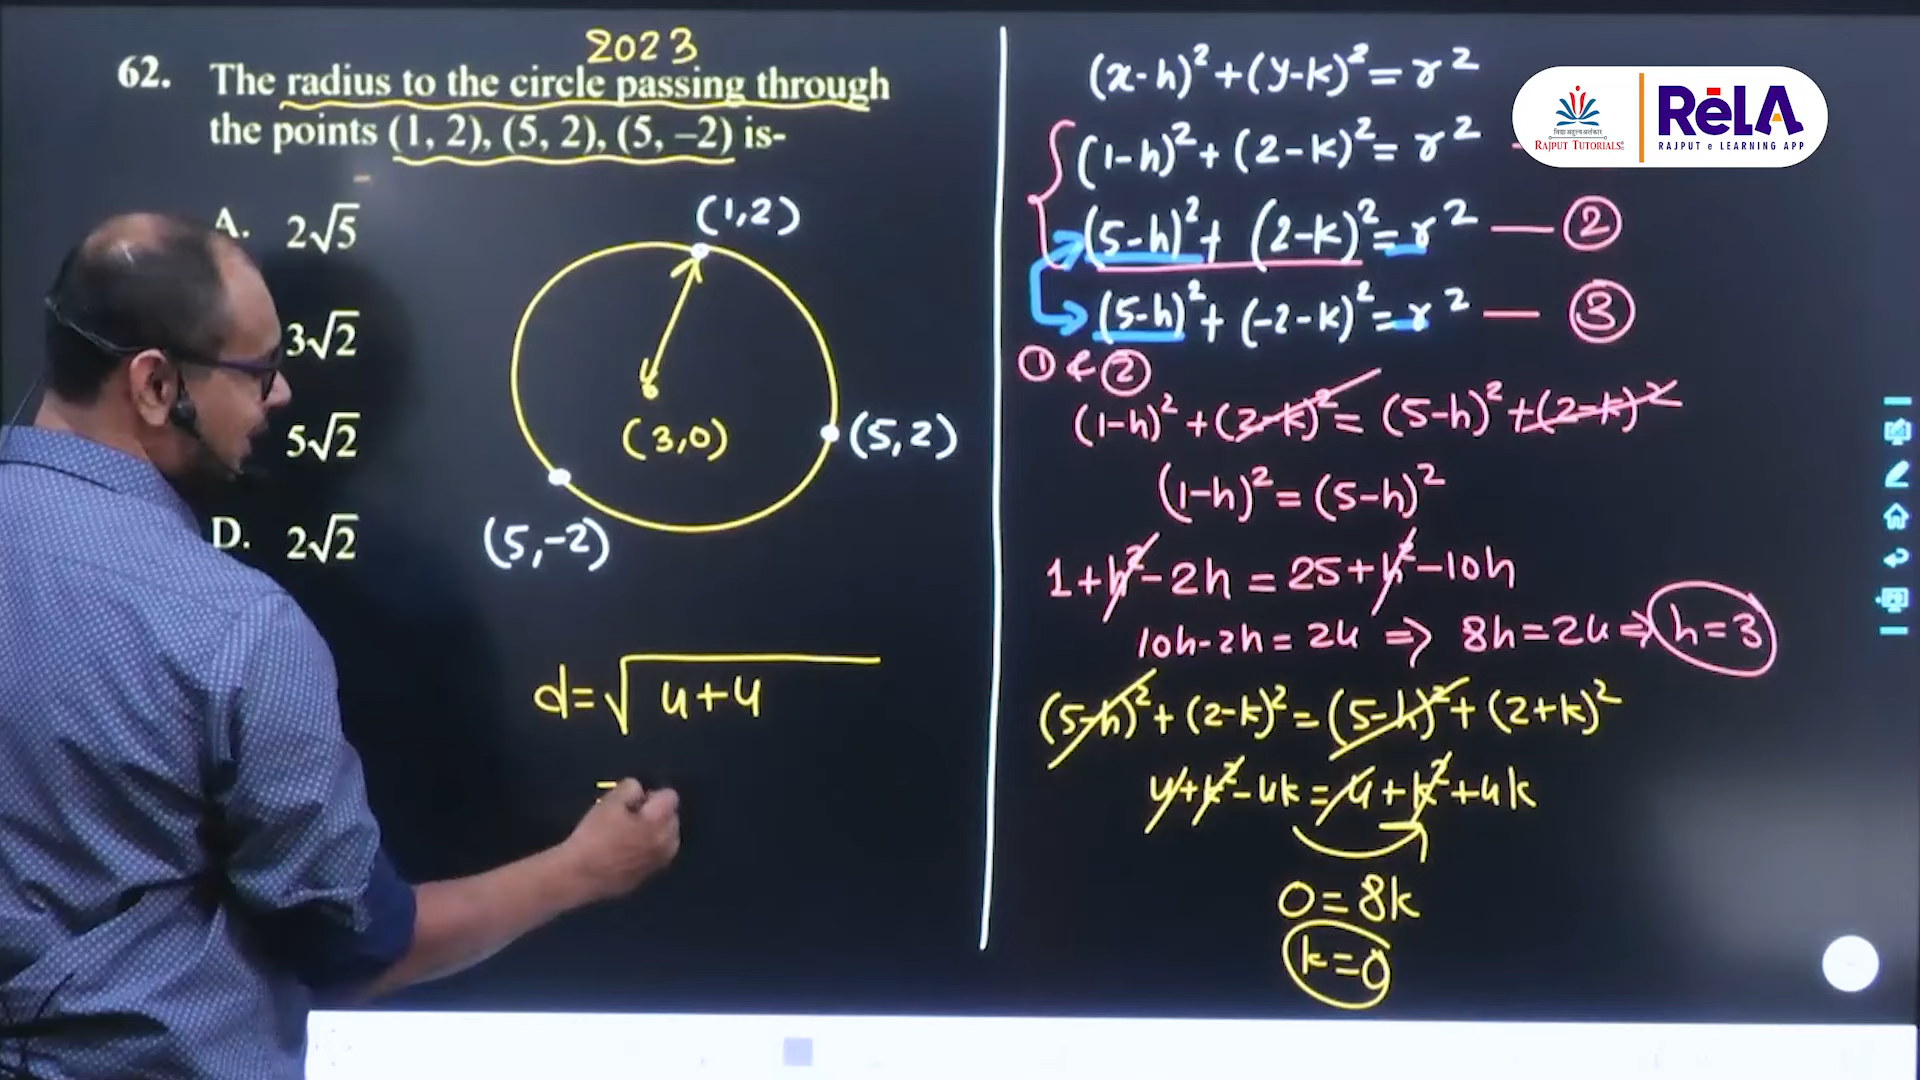 2023
62. The radius to the circle passing through
the points (1, 2), (5, 2), (5, –2) is-
A. 2√5
3√2
5√2
D. 2√2
(1,2)
(3,0)
(5,2)
(5,-2)
d=√4+4
=
(x-h)²+(y-k)²=r²
(1-h)²+(2-k)²=r²
(5-h)²+(2-k)²=r² — ②
(5-h)²+(-2-k)²=r² — ③
① & ②
(1-h)²+(2-k)²=(5-h)²+(2-k)²
(1-h)²=(5-h)²
1+h²-2h=25+h²-10h
10h-2h=24 ⇒ 8h=24 ⇒ h=3
(5-h)²+(2-k)²=(5-h)²+(2+k)²
4+k²-4k=4+k²+4k
0=8k
k=0
RAJPUT TUTORIALS
RēLA
RAJPUT e LEARNING APP